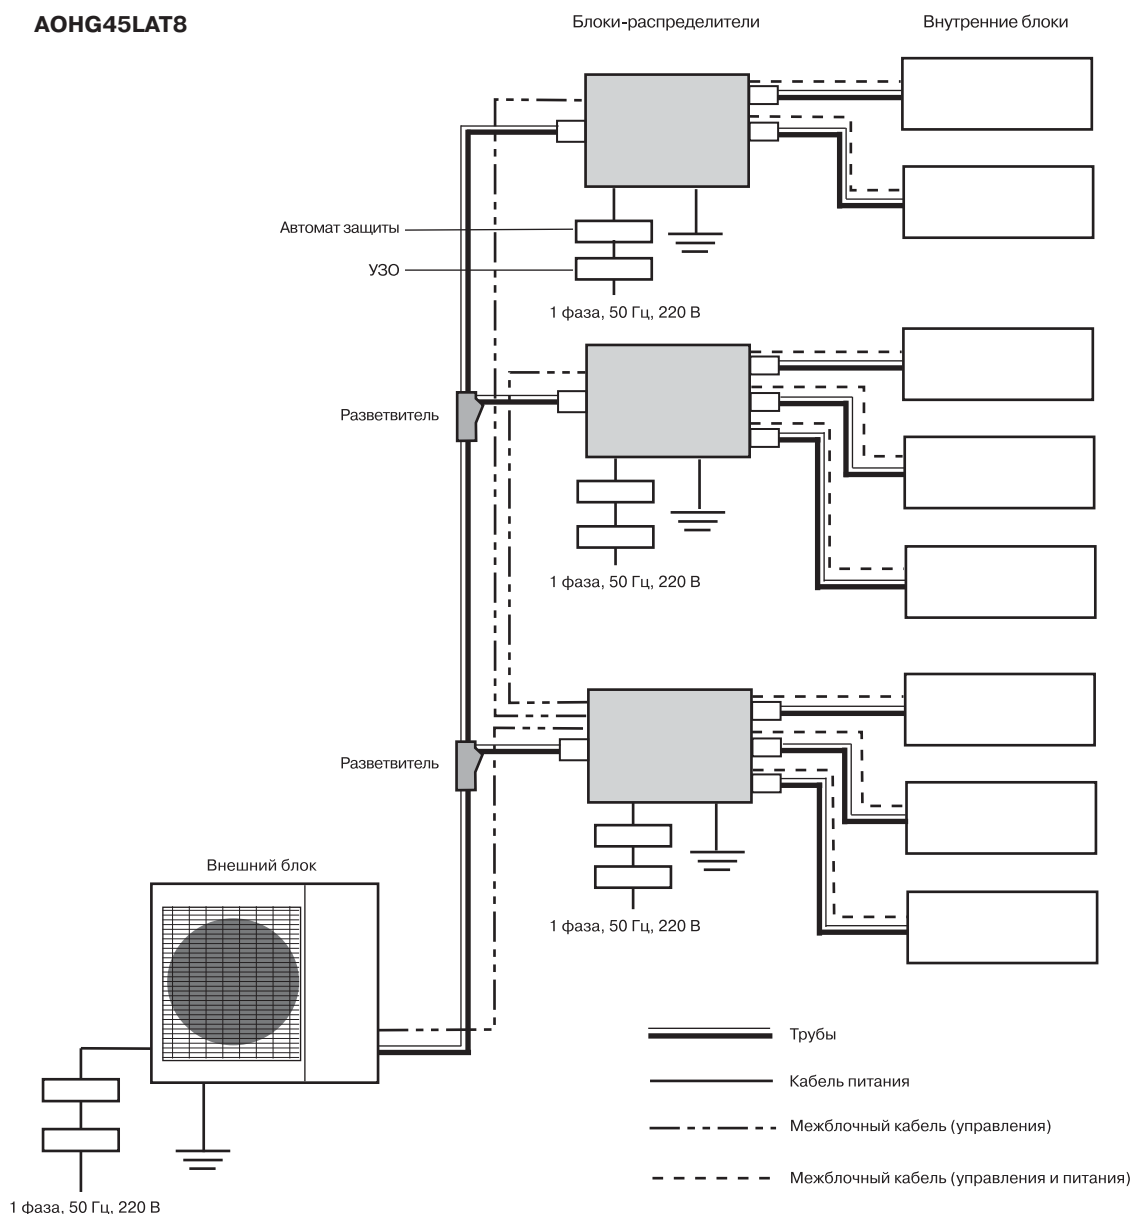 AOHG45LAT8
Блоки-распределители
Внутренние блоки
Автомат защиты
УЗО
1 фаза, 50 Гц, 220 В
Разветвитель
1 фаза, 50 Гц, 220 В
Разветвитель
Внешний блок
1 фаза, 50 Гц, 220 В
Трубы
Кабель питания
Межблочный кабель (управления)
Межблочный кабель (управления и питания)
1 фаза, 50 Гц, 220 В